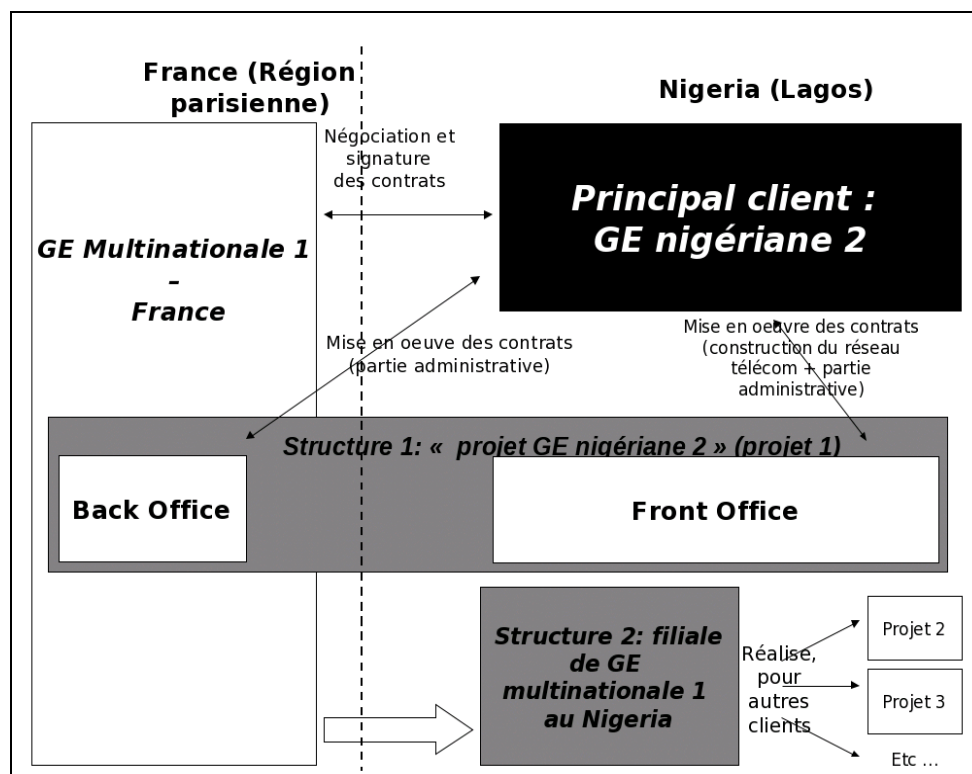 France (Région
parisienne)
Nigeria (Lagos)
Négociation et
signature
des contrats
Principal client :
GE nigériane 2
GE Multinationale 1
–
France
Mise en oeuve des contrats
(partie administrative)
Mise en oeuvre des contrats
(construction du réseau
télécom + partie
administrative)
Structure 1: « projet GE nigériane 2 » (projet 1)
Back Office
Front Office
Structure 2: filiale
de GE
multinationale 1
au Nigeria
Réalise,
pour
autres
clients
Projet 2
Projet 3
Etc ...